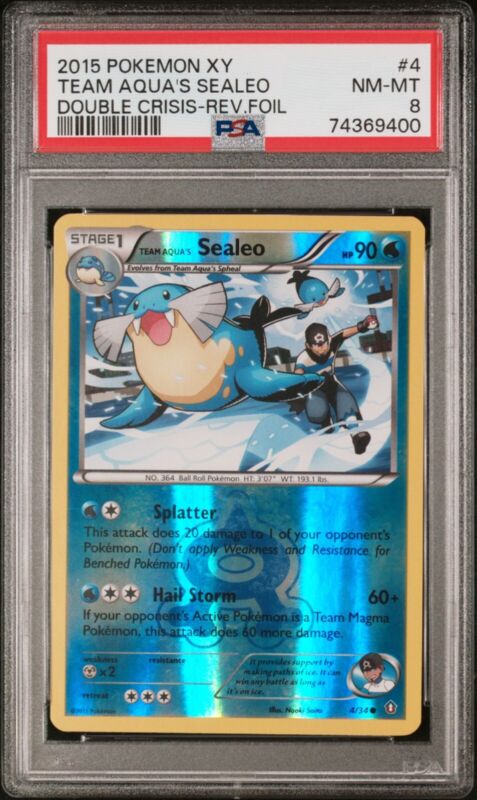 2015 POKEMON XY #4
TEAM AQUA'S SEALEO NM-MT
DOUBLE CRISIS-REV.FOIL 8
PSA 74369400
STAGE1 TEAM AQUA'S Sealeo HP 90
Evolves from Team Aqua's Spheal
NO. 364 Ball Roll Pokémon. HT: 3'07" WT: 193.1 lbs.
Splatter
This attack does 20 damage to 1 of your opponent's
Pokémon. (Don't apply Weakness and Resistance for
Benched Pokémon.)
Hail Storm 60+
If your opponent's Active Pokémon is a Team Magma
Pokémon, this attack does 60 more damage.
weakness resistance
×2
retreat
It provides support by
making paths of ice. It can
win any battle as long as
it's on ice.
©2015 Pokémon Illus. Naoki Saito 4/34
PSA